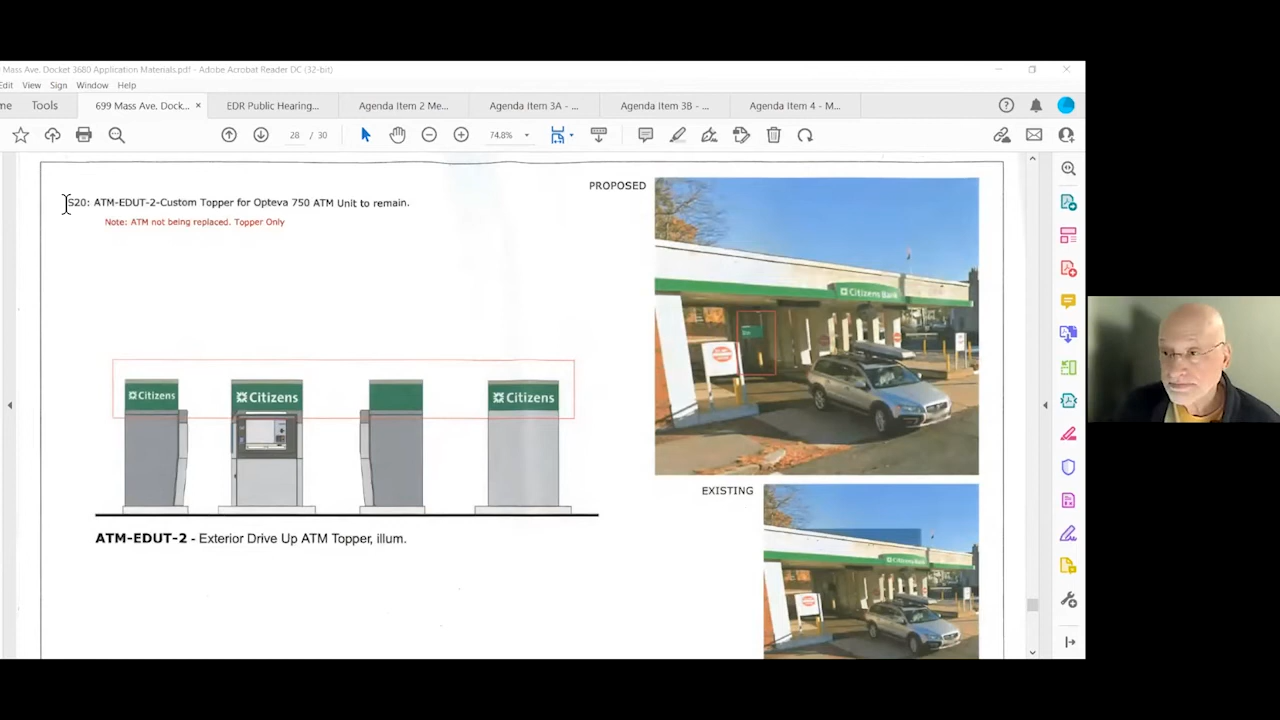 Mass Ave. Docket 3680 Application Materials.pdf - Adobe Acrobat Reader DC (32-bit)
Edit View Sign Window Help
me Tools 699 Mass Ave. Dock... × EDR Public Hearing... Agenda Item 2 Me... Agenda Item 3A - ... Agenda Item 3B - ... Agenda Item 4 - M...
28 / 30 74.8%
PROPOSED
S20: ATM-EDUT-2-Custom Topper for Opteva 750 ATM Unit to remain.
Note: ATM not being replaced. Topper Only
Citizens Bank
Citizens Citizens Citizens
EXISTING
ATM-EDUT-2 - Exterior Drive Up ATM Topper, illum.
Citizens Bank